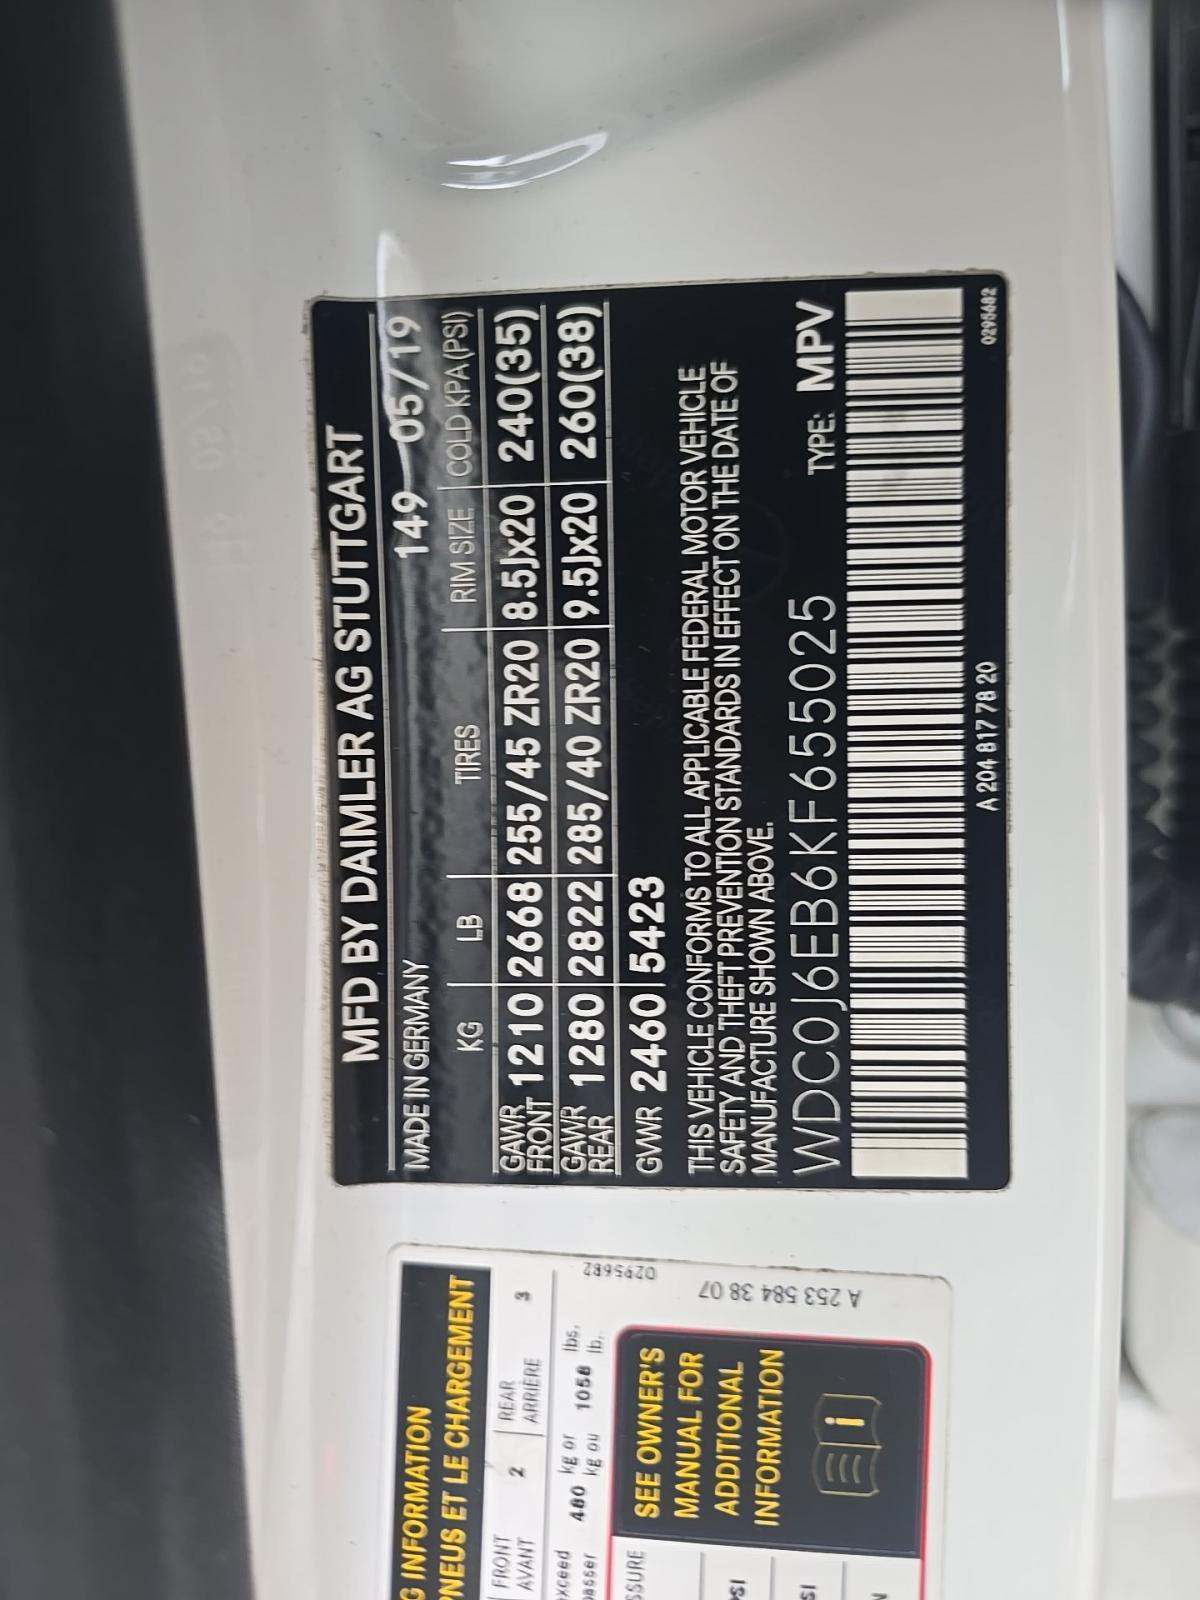 MFD BY DAIMLER AG STUTTGART
MADE IN GERMANY 149 05/19
KG LB TIRES RIM SIZE COLD KPA(PSI)
GAWR FRONT 1210 2668 255/45 ZR20 8.5Jx20 240(35)
GAWR REAR 1280 2822 285/40 ZR20 9.5Jx20 260(38)
GVWR 2460 5423
THIS VEHICLE CONFORMS TO ALL APPLICABLE FEDERAL MOTOR VEHICLE
SAFETY AND THEFT PREVENTION STANDARDS IN EFFECT ON THE DATE OF
MANUFACTURE SHOWN ABOVE.
WDC0J6EB6KF655025 TYPE: MPV
A 204 817 78 20
0295682
G INFORMATION
PNEUS ET LE CHARGEMENT
FRONT 2 REAR 3
AVANT ARRIÈRE
480 kg or 1058 lbs.
kg ou lb.
0295682
A 253 584 38 07
SEE OWNER'S
MANUAL FOR
ADDITIONAL
INFORMATION